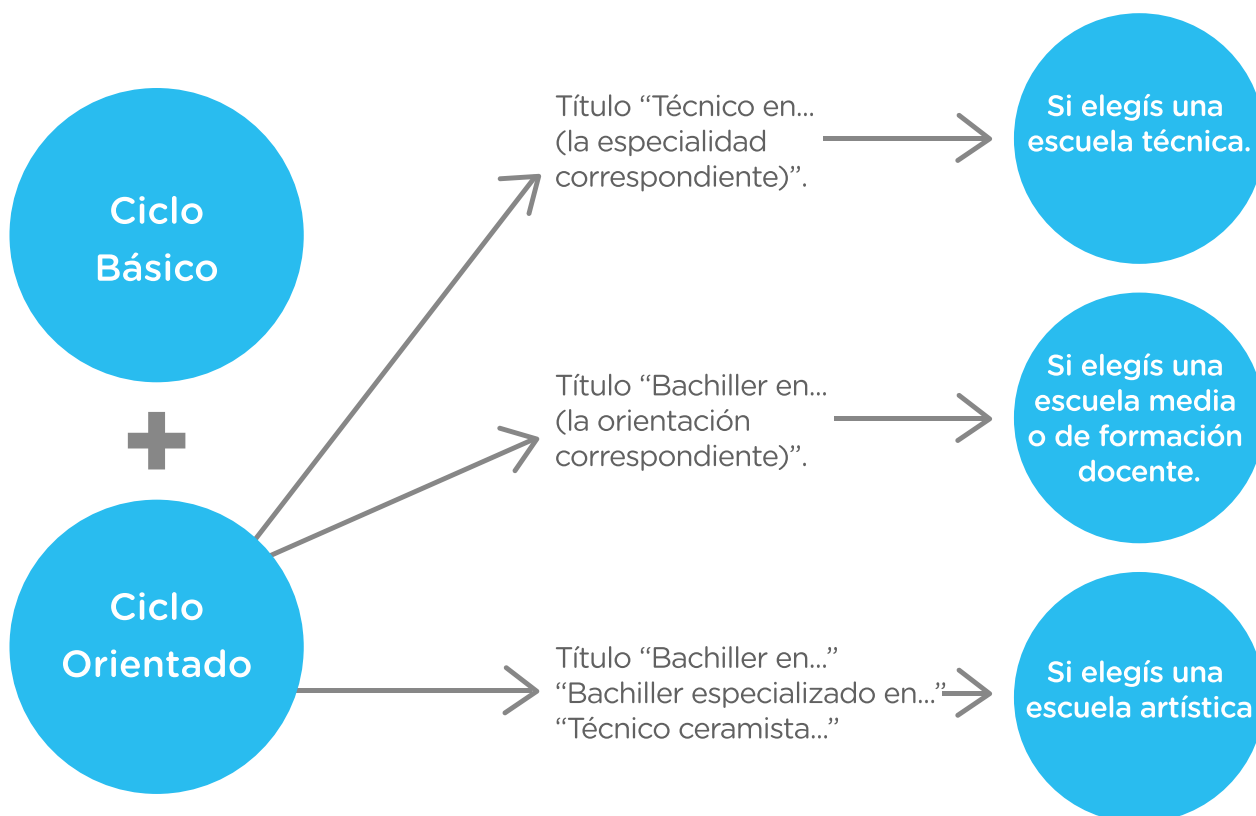 Ciclo
Básico
+
Ciclo
Orientado
Título “Técnico en...
(la especialidad
correspondiente)”.
Si elegís una
escuela técnica.
Título “Bachiller en...
(la orientación
correspondiente)”.
Si elegís una
escuela media
o de formación
docente.
Título “Bachiller en...”
“Bachiller especializado en...”
“Técnico ceramista...”
Si elegís una
escuela artística